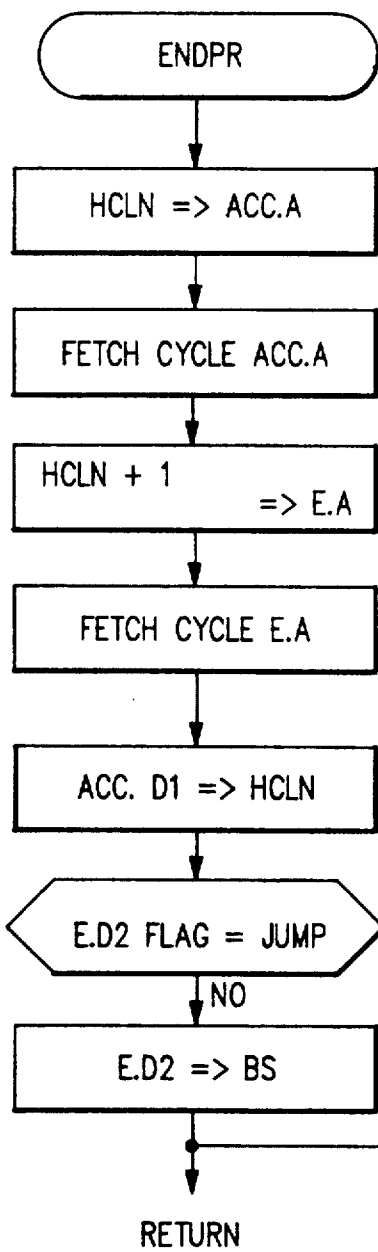 ENDPR
HCLN => ACC.A
FETCH CYCLE ACC.A
HCLN + 1
=> E.A
FETCH CYCLE E.A
ACC. D1 => HCLN
E.D2 FLAG = JUMP
NO
E.D2 => BS
RETURN